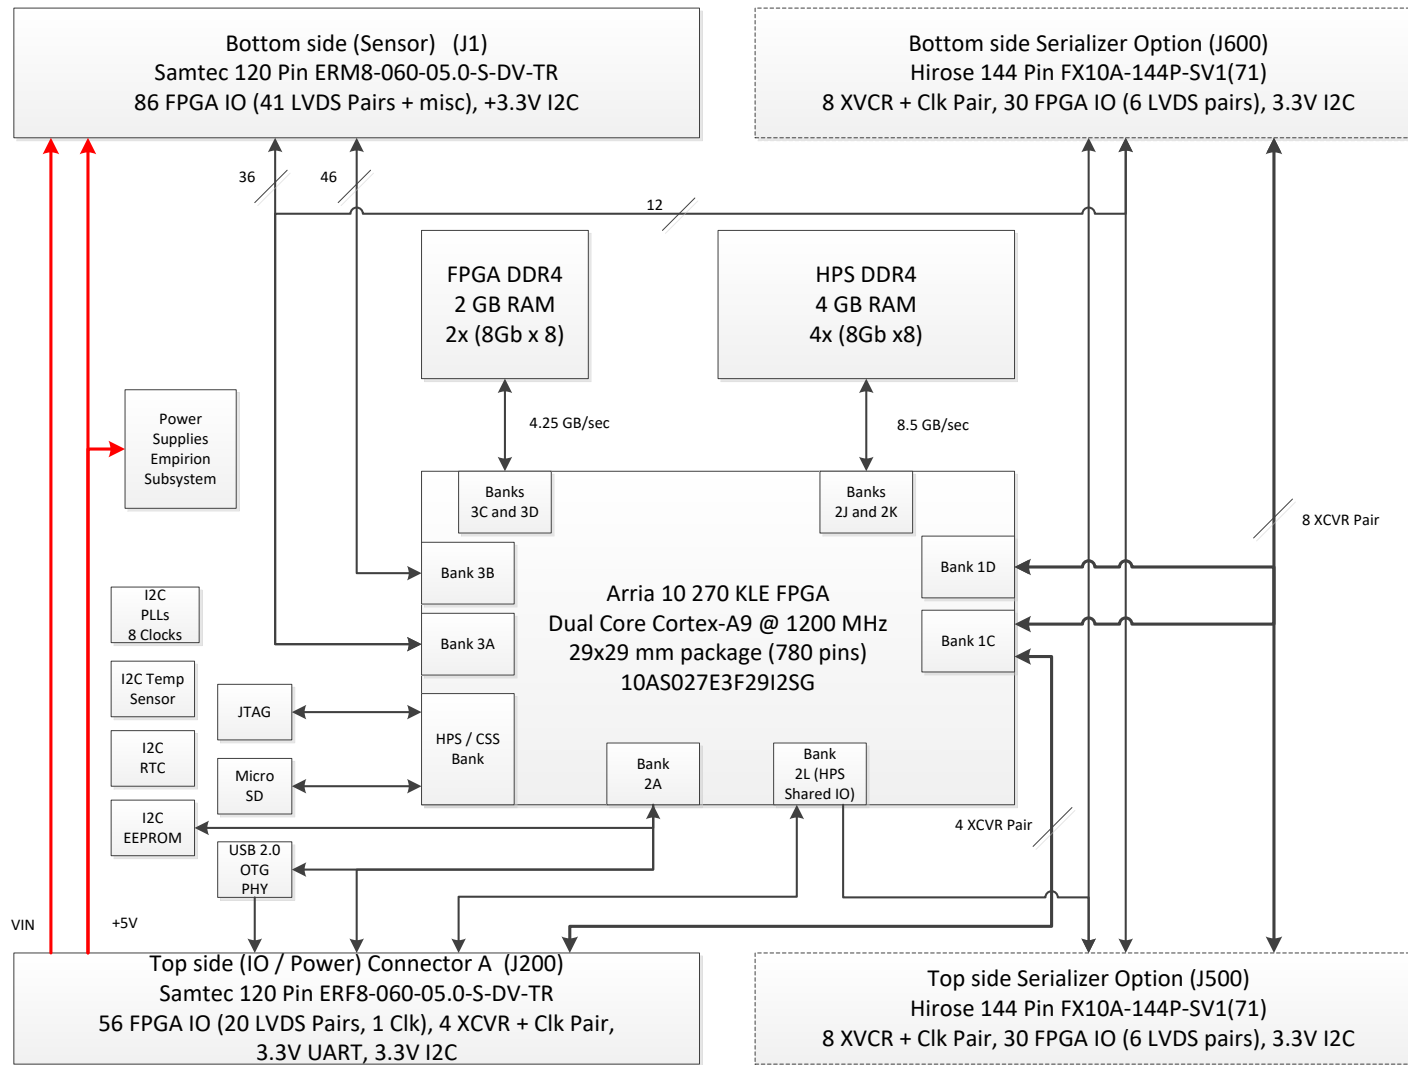 Bottom side (Sensor) (J1)
Samtec 120 Pin ERM8-060-05.0-S-DV-TR
86 FPGA IO (41 LVDS Pairs + misc), +3.3V I2C
Bottom side Serializer Option (J600)
Hirose 144 Pin FX10A-144P-SV1(71)
8 XVCR + Clk Pair, 30 FPGA IO (6 LVDS pairs), 3.3V I2C
36
46
12
FPGA DDR4
2 GB RAM
2x (8Gb x 8)
HPS DDR4
4 GB RAM
4x (8Gb x8)
4.25 GB/sec
8.5 GB/sec
Power
Supplies
Empirion
Subsystem
Banks
3C and 3D
Banks
2J and 2K
8 XCVR Pair
Bank 3B
Bank 1D
Arria 10 270 KLE FPGA
Dual Core Cortex-A9 @ 1200 MHz
29x29 mm package (780 pins)
10AS027E3F29I2SG
Bank 3A
Bank 1C
I2C
PLLs
8 Clocks
I2C Temp
Sensor
JTAG
HPS / CSS
Bank
I2C
RTC
Micro
SD
Bank
2A
Bank
2L (HPS
Shared IO)
I2C
EEPROM
4 XCVR Pair
USB 2.0
OTG
PHY
VIN
+5V
Top side (IO / Power) Connector A (J200)
Samtec 120 Pin ERF8-060-05.0-S-DV-TR
56 FPGA IO (20 LVDS Pairs, 1 Clk), 4 XCVR + Clk Pair,
3.3V UART, 3.3V I2C
Top side Serializer Option (J500)
Hirose 144 Pin FX10A-144P-SV1(71)
8 XVCR + Clk Pair, 30 FPGA IO (6 LVDS pairs), 3.3V I2C